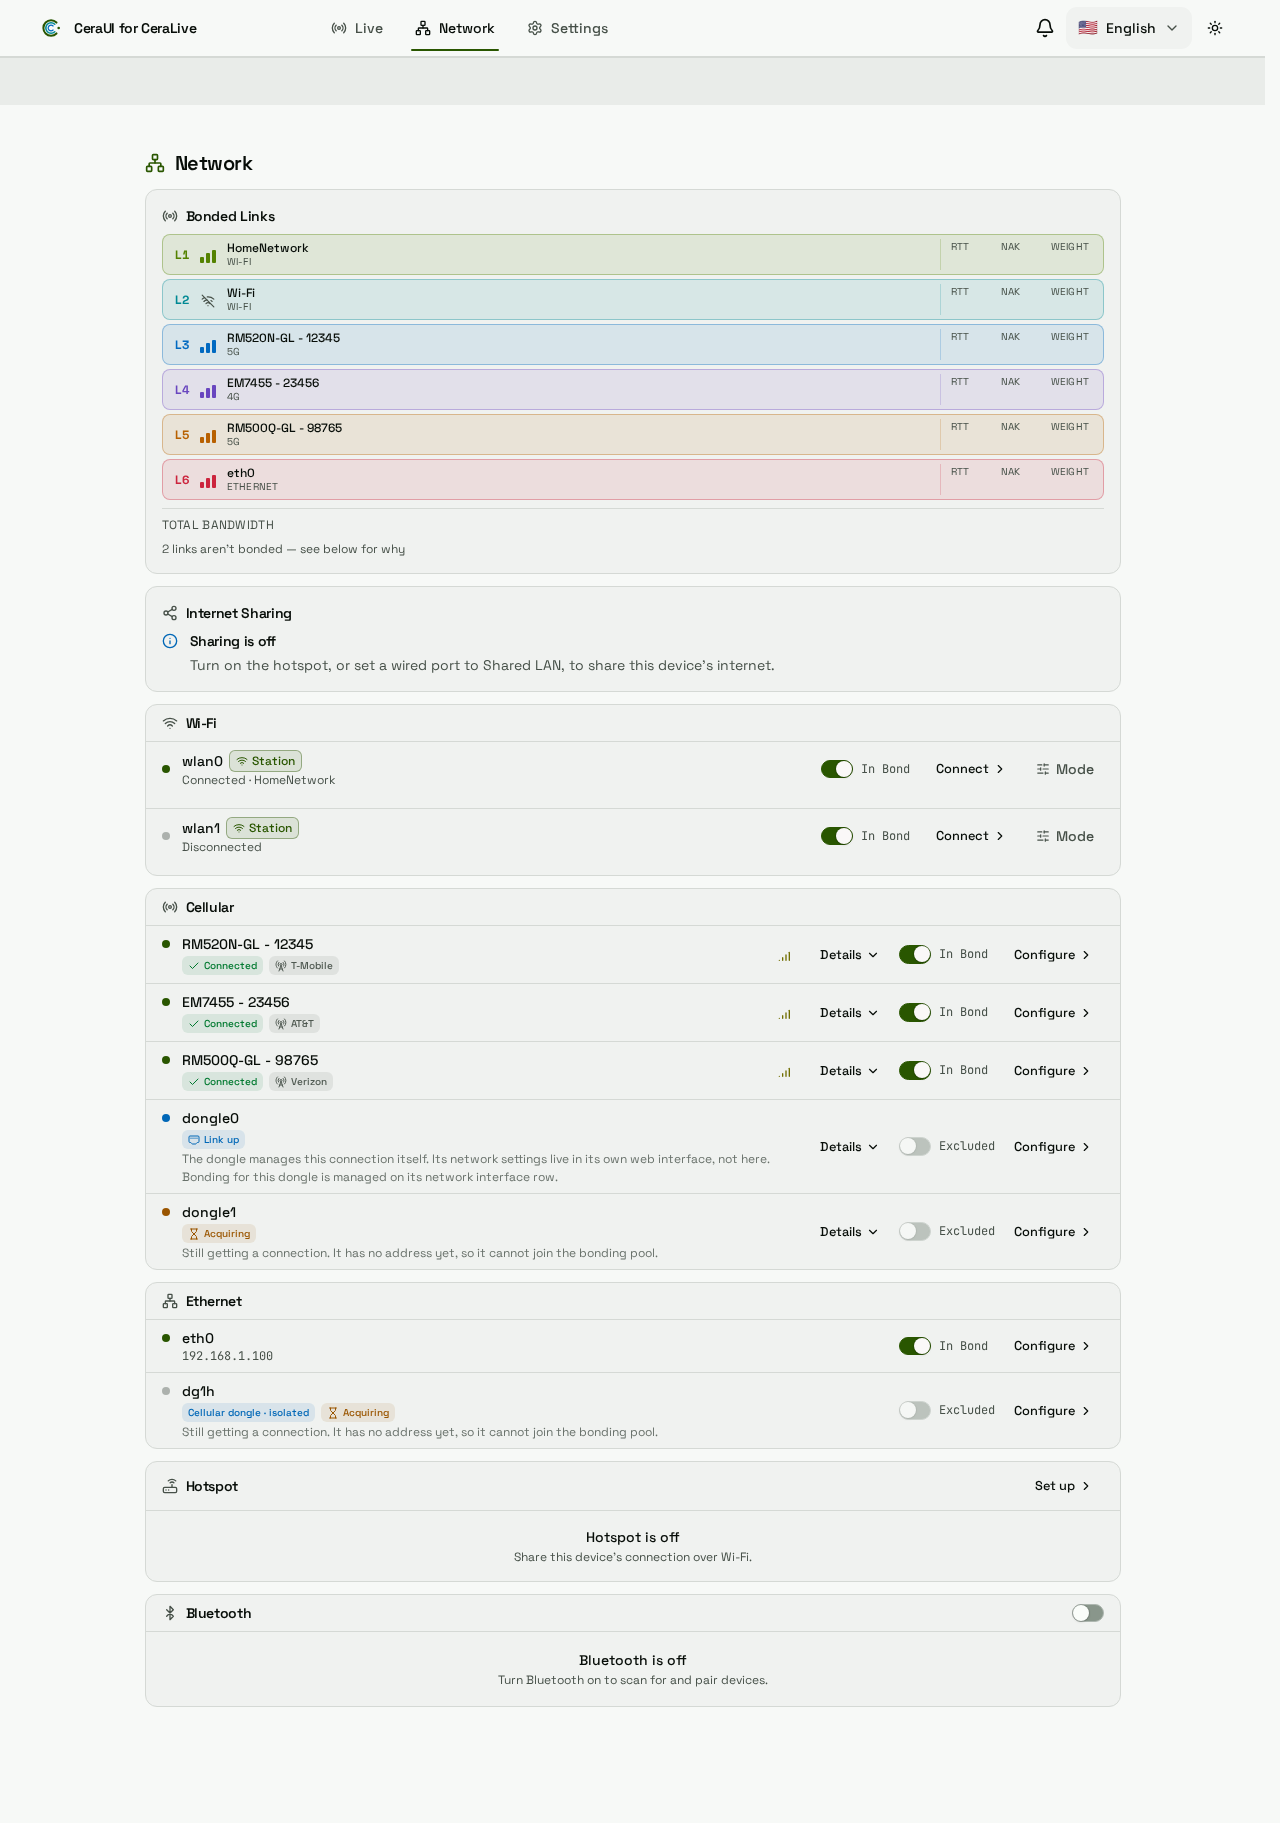 CeraUI for CeraLive
Live
Network
Settings
English
Network
Bonded Links
L1
HomeNetwork
WI-FI
RTT NAK WEIGHT
L2
Wi-Fi
WI-FI
RTT NAK WEIGHT
L3
RM520N-GL - 12345
5G
RTT NAK WEIGHT
L4
EM7455 - 23456
4G
RTT NAK WEIGHT
L5
RM500Q-GL - 98765
5G
RTT NAK WEIGHT
L6
eth0
ETHERNET
RTT NAK WEIGHT
TOTAL BANDWIDTH
2 links aren't bonded — see below for why
Internet Sharing
Sharing is off
Turn on the hotspot, or set a wired port to Shared LAN, to share this device's internet.
Wi-Fi
wlan0 Station
Connected · HomeNetwork
In Bond Connect Mode
wlan1 Station
Disconnected
In Bond Connect Mode
Cellular
RM520N-GL - 12345
Connected T-Mobile
Details In Bond Configure
EM7455 - 23456
Connected AT&T
Details In Bond Configure
RM500Q-GL - 98765
Connected Verizon
Details In Bond Configure
dongle0
Link up
The dongle manages this connection itself. Its network settings live in its own web interface, not here.
Bonding for this dongle is managed on its network interface row.
Details Excluded Configure
dongle1
Acquiring
Still getting a connection. It has no address yet, so it cannot join the bonding pool.
Details Excluded Configure
Ethernet
eth0
192.168.1.100
In Bond Configure
dg1h
Cellular dongle · isolated Acquiring
Still getting a connection. It has no address yet, so it cannot join the bonding pool.
Excluded Configure
Hotspot
Set up
Hotspot is off
Share this device's connection over Wi-Fi.
Bluetooth
Bluetooth is off
Turn Bluetooth on to scan for and pair devices.